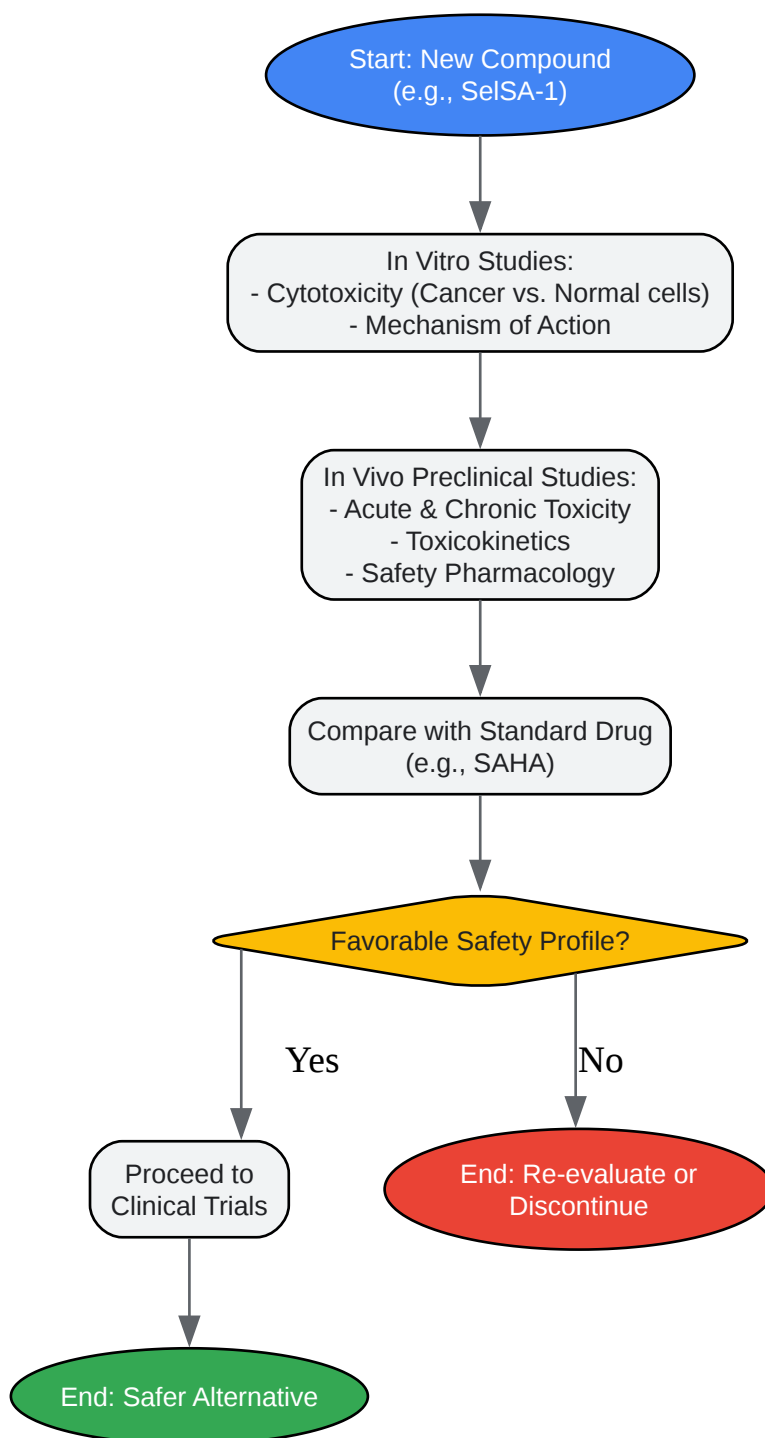 Start: New Compound
(e.g., SelSA-1)
In Vitro Studies:
- Cytotoxicity (Cancer vs. Normal cells)
- Mechanism of Action
In Vivo Preclinical Studies:
- Acute & Chronic Toxicity
- Toxicokinetics
- Safety Pharmacology
Compare with Standard Drug
(e.g., SAHA)
Favorable Safety Profile?
Yes
No
Proceed to
Clinical Trials
End: Re-evaluate or
Discontinue
End: Safer Alternative